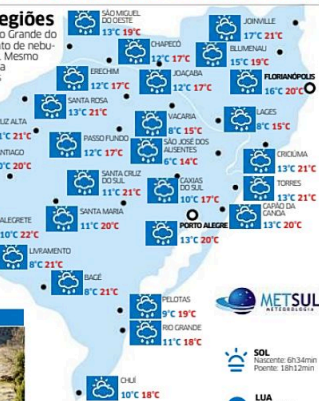 egiões
o Grande do
nto de nebu-
. Mesmo
a
s
SÃO MIGUEL
DO OESTE
13°C 19°C
JOINVILLE
17°C 21°C
CHAPECÓ
12°C 17°C
BLUMENAU
15°C 19°C
ERECHIM
12°C 17°C
JOAÇABA
12°C 17°C
FLORIANÓPOLIS
16°C 20°C
SANTA ROSA
13°C 21°C
VACARIA
8°C 15°C
LAGES
8°C 15°C
UZ ALTA
1°C 21°C
PASSO FUNDO
12°C 17°C
SÃO JOSÉ DOS
AUSENTES
6°C 14°C
NTIAGO
0°C 20°C
CRICIÚMA
13°C 21°C
SANTA CRUZ
DO SUL
11°C 21°C
CAXIAS
DO SUL
10°C 17°C
TORRES
13°C 21°C
ALEGRETE
10°C 22°C
SANTA MARIA
11°C 20°C
PORTO ALEGRE
13°C 20°C
CAPÃO DA
CANOA
13°C 20°C
LIVRAMENTO
8°C 21°C
BAGÉ
8°C 21°C
PELOTAS
9°C 19°C
METSUL
METEOROLOGIA
RIO GRANDE
11°C 18°C
SOL
Nascente: 6h34min
Poente: 18h12min
CHUÍ
10°C 18°C
LUA